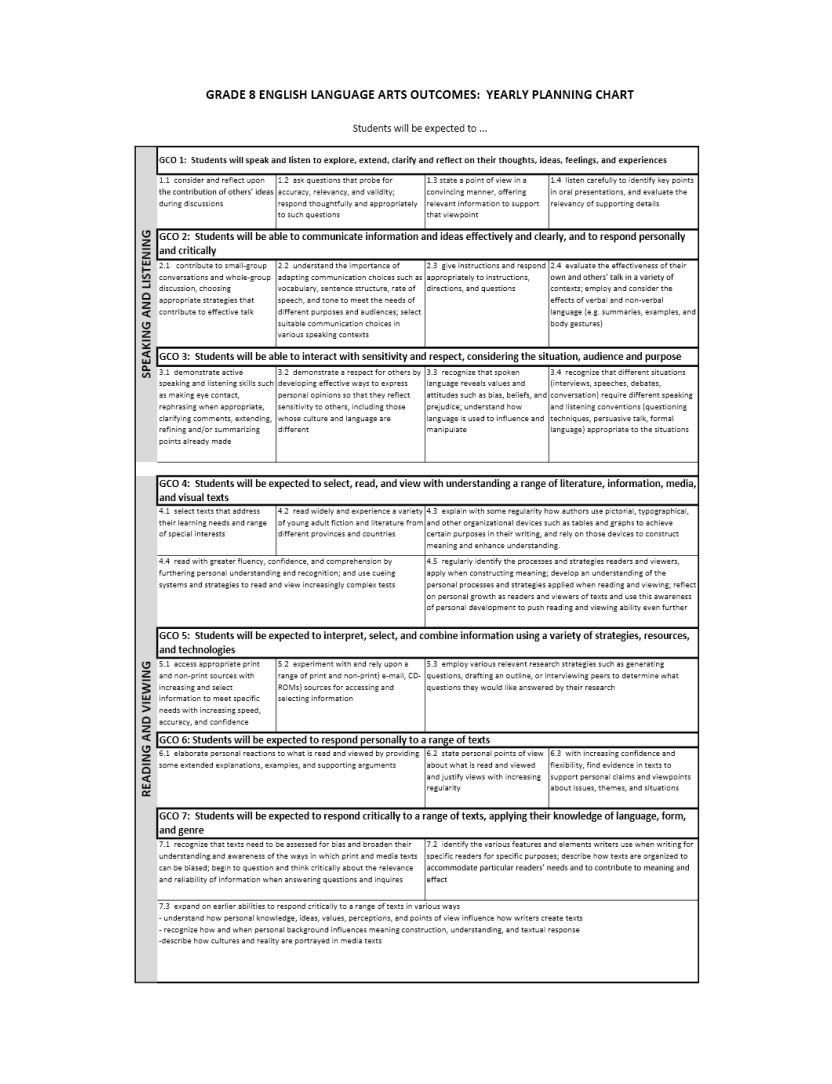 GRADE 8 ENGLISH LANGUAGE ARTS OUTCOMES:  YEARLY PLANNING CHART
Students will be expected to ...
SPEAKING AND LISTENING
GCO 1:  Students will speak and listen to explore, extend, clarify and reflect on their thoughts, ideas, feelings, and experiences
1.1  consider and reflect upon
the contribution of others' ideas
during discussions
1.2  ask questions that probe for
accuracy, relevancy, and validity;
respond thoughtfully and appropriately
to such questions
1.3 state a point of view in a
convincing manner, offering
relevant information to support
that viewpoint
1.4  listen carefully to identify key points
in oral presentations, and evaluate the
relevancy of supporting details
GCO 2:  Students will be able to communicate information and ideas effectively and clearly, and to respond personally
and critically
2.1  contribute to small-group
conversations and whole-group
discussion, choosing
appropriate strategies that
contribute to effective talk
2.2  understand the importance of
adapting communication choices such as
vocabulary, sentence structure, rate of
speech, and tone to meet the needs of
different purposes and audiences; select
suitable communication choices in
various speaking contexts
2.3  give instructions and respond
appropriately to instructions,
directions, and questions
2.4  evaluate the effectiveness of their
own and others' talk in a variety of
contexts; employ and consider the
effects of verbal and non-verbal
language (e.g. summaries, examples, and
body gestures)
GCO 3:  Students will be able to interact with sensitivity and respect, considering the situation, audience and purpose
3.1  demonstrate active
speaking and listening skills such
as making eye contact,
rephrasing when appropriate,
clarifying comments, extending,
refining and/or summarizing
points already made
3.2  demonstrate a respect for others by
developing effective ways to express
personal opinions so that they reflect
sensitivity to others, including those
whose culture and language are
different
3.3  recognize that spoken
language reveals values and
attitudes such as bias, beliefs, and
prejudice; understand how
language is used to influence and
manipulate
3.4  recognize that different situations
(interviews, speeches, debates,
conversation) require different speaking
and listening conventions (questioning
techniques, persuasive talk, formal
language) appropriate to the situations
READING AND VIEWING
GCO 4:  Students will be expected to select, read, and view with understanding a range of literature, information, media,
and visual texts
4.1  select texts that address
their learning needs and range
of special interests
4.2  read widely and experience a variety
of young adult fiction and literature from
different provinces and countries
4.3  explain with some regularity how authors use pictorial, typographical,
and other organizational devices such as tables and graphs to achieve
certain purposes in their writing, and rely on those devices to construct
meaning and enhance understanding.
4.4  read with greater fluency, confidence, and comprehension by
furthering personal understanding and recognition; and use cueing
systems and strategies to read and view increasingly complex texts
4.5  regularly identify the processes and strategies readers and viewers,
apply when constructing meaning; develop an understanding of the
personal processes and strategies applied when reading and viewing; reflect
on personal growth as readers and viewers of texts and use this awareness
of personal development to push reading and viewing ability even further
GCO 5:  Students will be expected to interpret, select, and combine information using a variety of strategies, resources,
and technologies
5.1  access appropriate print
and non-print sources with
increasing and select
information to meet specific
needs with increasing speed,
accuracy, and confidence
5.2  experiment with and rely upon a
range of print and non-print) e-mail, CD-
ROMs) sources for accessing and
selecting information
5.3  employ various relevant research strategies such as generating
questions, drafting an outline, or interviewing peers to determine what
questions they would like answered by their research
GCO 6: Students will be expected to respond personally to a range of texts
6.1  elaborate personal reactions to what is read and viewed by providing
some extended explanations, examples, and supporting arguments
6.2  state personal points of view
about what is read and viewed
and justify views with increasing
regularity
6.3  with increasing confidence and
flexibility, find evidence in texts to
support personal claims and viewpoints
about issues, themes, and situations
GCO 7:  Students will be expected to respond critically to a range of texts, applying their knowledge of language, form,
and genre
7.1  recognize that texts need to be assessed for bias and broaden their
understanding and awareness of the ways in which print and media texts
can be biased; begin to question and think critically about the relevance
and reliability of information when answering questions and inquires
7.2  identify the various features and elements writers use when writing for
specific readers for specific purposes; describe how texts are organized to
accommodate particular readers' needs and to contribute to meaning and
effect
7.3  expand on earlier abilities to respond critically to a range of texts in various ways
- understand how personal knowledge, ideas, values, perceptions, and points of view influence how writers create texts
- recognize how and when personal background influences meaning construction, understanding, and textual response
-describe how cultures and reality are portrayed in media texts